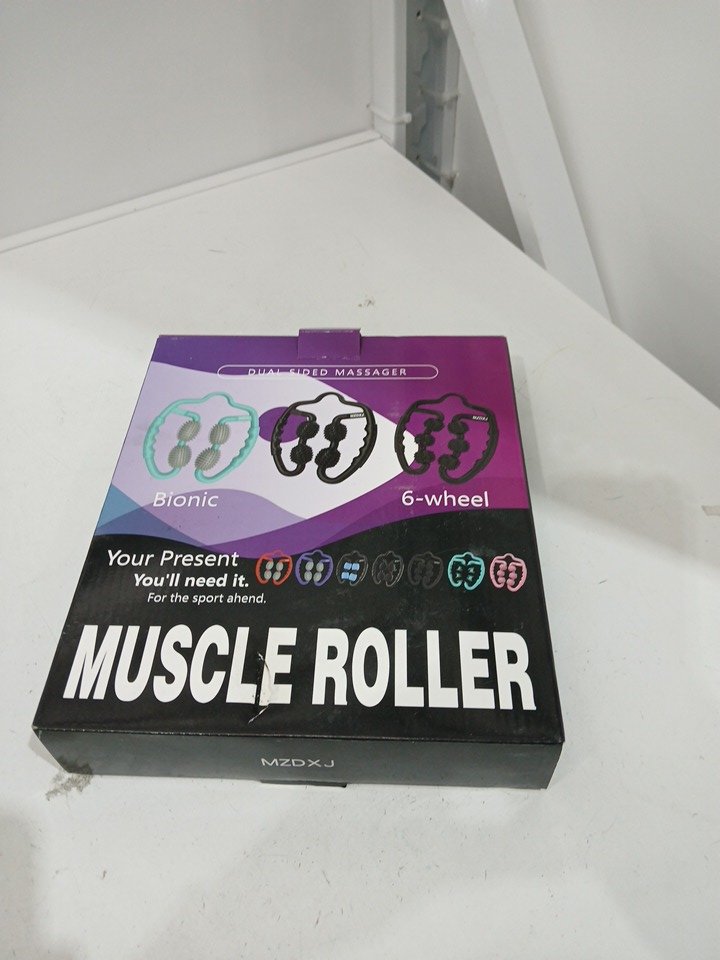 DUAL SIDED MASSAGER
Bionic
6-wheel
Your Present
You'll need it.
For the sport ahend.
MUSCLE ROLLER
MZDXJ